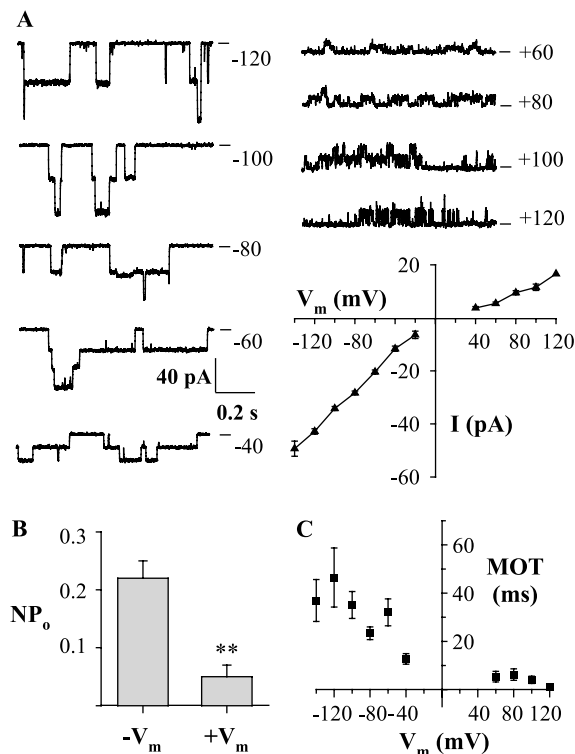 A
-120
-100
-80
-60
40 pA
0.2 s
-40
+60
+80
+100
+120
20
V_m (mV)
-120 -80 -40 40 80 120
-20
-40
I (pA)
-60
B
0.3
0.2
NP_o
0.1
**
-V_m +V_m
C
60
MOT
(ms)
40
20
-120 -80 -40 0 40 80 120
V_m (mV)